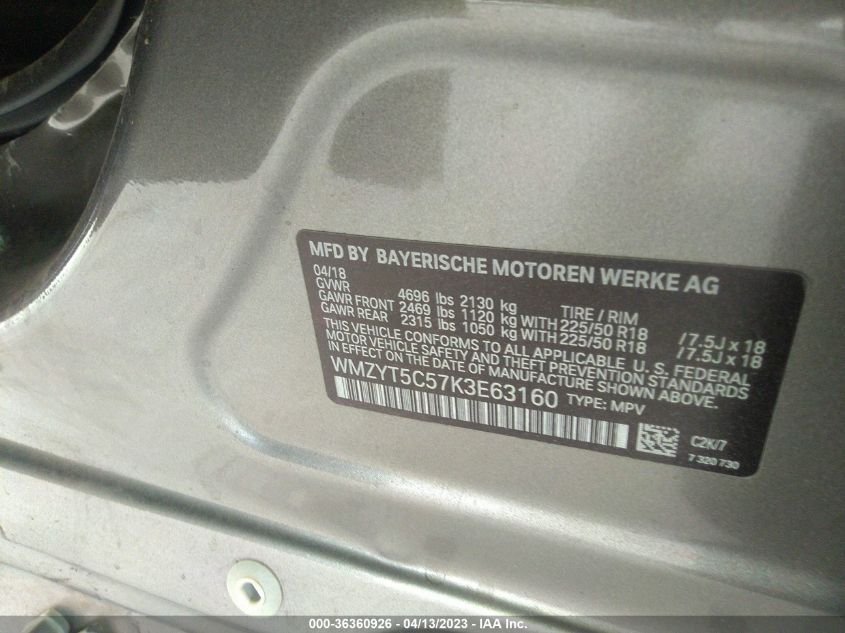 MFD BY BAYERISCHE MOTOREN WERKE AG
04/18
GVWR 4696 lbs 2130 kg TIRE / RIM
GAWR FRONT 2469 lbs 1120 kg WITH 225/50 R18 / 7.5J x 18
GAWR REAR 2315 lbs 1050 kg WITH 225/50 R18 / 7.5J x 18
THIS VEHICLE CONFORMS TO ALL APPLICABLE U. S. FEDERAL
MOTOR VEHICLE SAFETY AND THEFT PREVENTION STANDARDS
IN EFFECT ON THE DATE OF MANUFACTURE SHOWN ABOVE.
WMZYT5C57K3E63160 TYPE: MPV
C2K/7
7 320 730
000-36360926 - 04/13/2023 - IAA Inc.